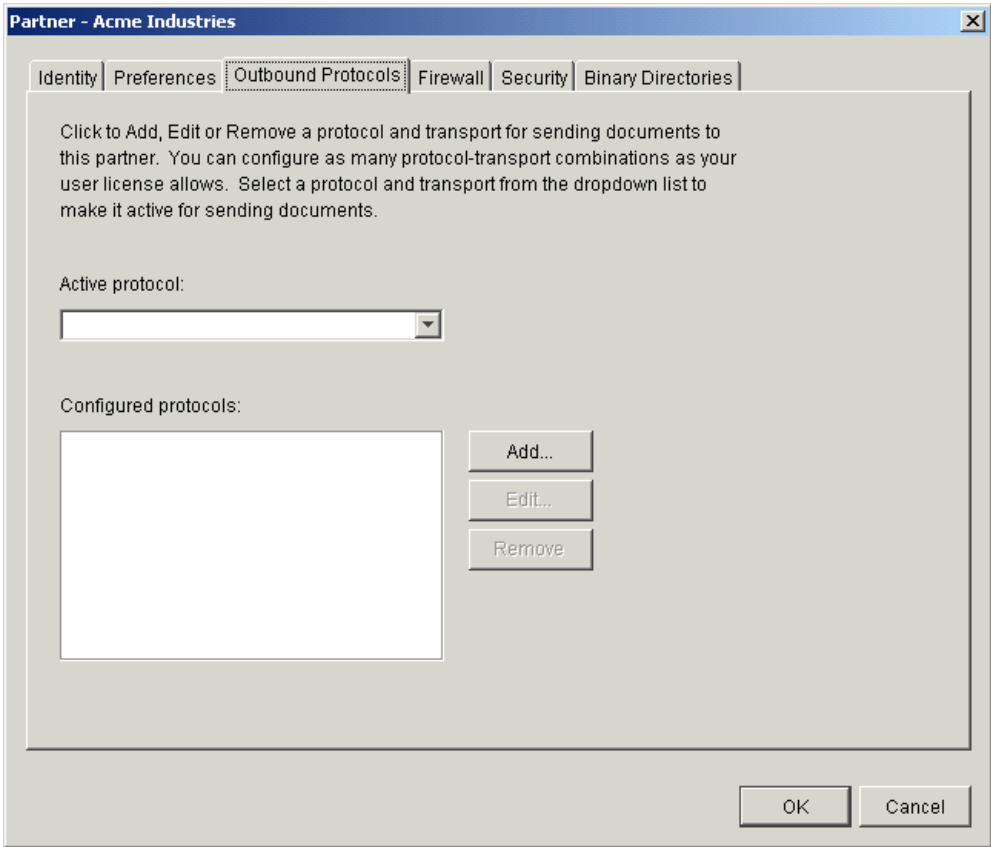 Partner - Acme Industries
Identity
Preferences
Outbound Protocols
Firewall
Security
Binary Directories
Click to Add, Edit or Remove a protocol and transport for sending documents to
this partner.  You can configure as many protocol-transport combinations as your
user license allows.  Select a protocol and transport from the dropdown list to
make it active for sending documents.
Active protocol:
Configured protocols:
Add...
Edit...
Remove
OK
Cancel